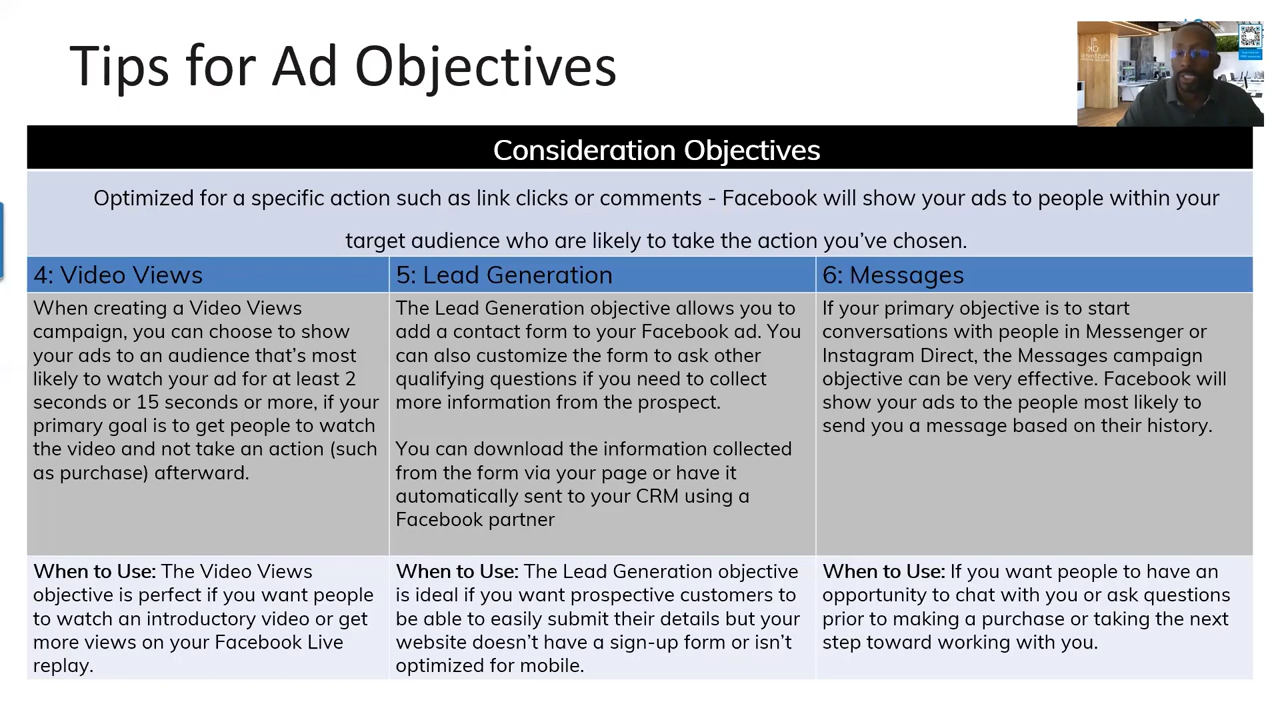 Tips for Ad Objectives
Consideration Objectives
Optimized for a specific action such as link clicks or comments - Facebook will show your ads to people within your
target audience who are likely to take the action you've chosen.
4: Video Views
When creating a Video Views
campaign, you can choose to show
your ads to an audience that's most
likely to watch your ad for at least 2
seconds or 15 seconds or more, if your
primary goal is to get people to watch
the video and not take an action (such
as purchase) afterward.
When to Use: The Video Views
objective is perfect if you want people
to watch an introductory video or get
more views on your Facebook Live
replay.
5: Lead Generation
The Lead Generation objective allows you to
add a contact form to your Facebook ad. You
can also customize the form to ask other
qualifying questions if you need to collect
more information from the prospect.
You can download the information collected
from the form via your page or have it
automatically sent to your CRM using a
Facebook partner
When to Use: The Lead Generation objective
is ideal if you want prospective customers to
be able to easily submit their details but your
website doesn't have a sign-up form or isn't
optimized for mobile.
6: Messages
If your primary objective is to start
conversations with people in Messenger or
Instagram Direct, the Messages campaign
objective can be very effective. Facebook will
show your ads to the people most likely to
send you a message based on their history.
When to Use: If you want people to have an
opportunity to chat with you or ask questions
prior to making a purchase or taking the next
step toward working with you.